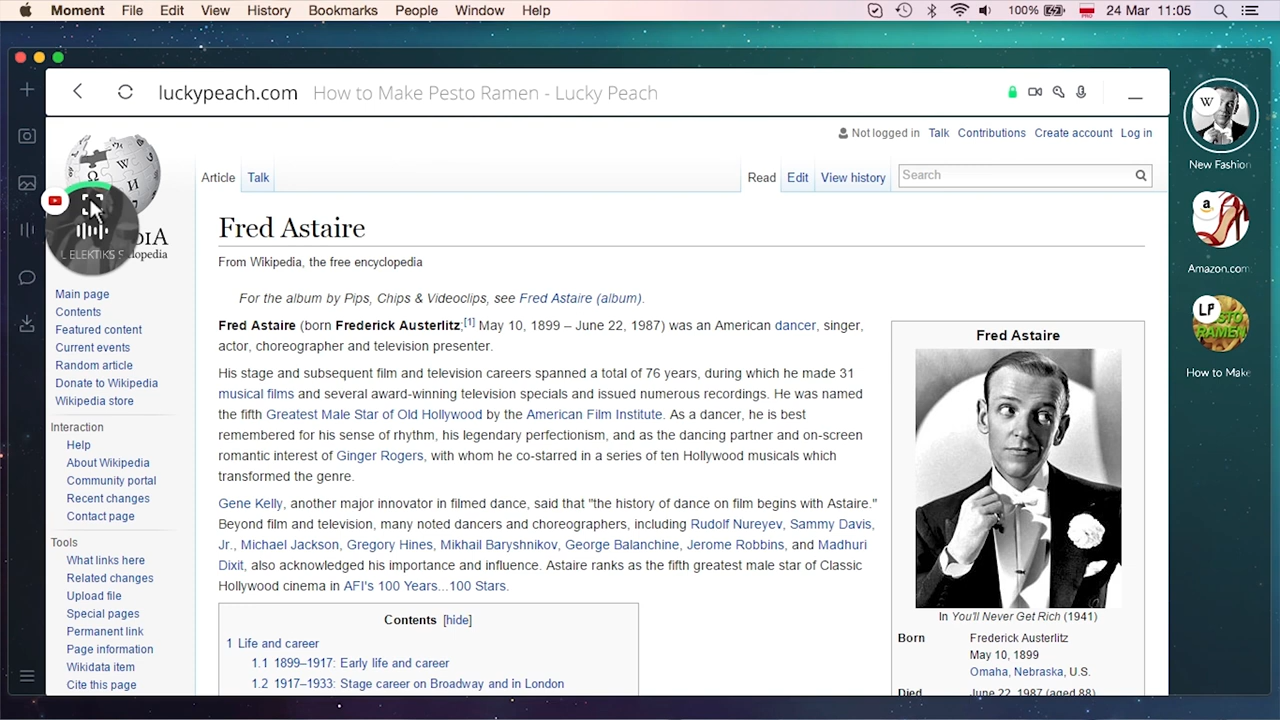 Moment File Edit View History Bookmarks People Window Help 100% PRO 24 Mar 11:05
luckypeach.com How to Make Pesto Ramen - Lucky Peach
Not logged in Talk Contributions Create account Log in
Article Talk Read Edit View history Search
Fred Astaire
From Wikipedia, the free encyclopedia
For the album by Pips, Chips & Videoclips, see Fred Astaire (album).
Fred Astaire (born Frederick Austerlitz;[1] May 10, 1899 – June 22, 1987) was an American dancer, singer,
actor, choreographer and television presenter.
His stage and subsequent film and television careers spanned a total of 76 years, during which he made 31
musical films and several award-winning television specials and issued numerous recordings. He was named
the fifth Greatest Male Star of Old Hollywood by the American Film Institute. As a dancer, he is best
remembered for his sense of rhythm, his legendary perfectionism, and as the dancing partner and on-screen
romantic interest of Ginger Rogers, with whom he co-starred in a series of ten Hollywood musicals which
transformed the genre.
Gene Kelly, another major innovator in filmed dance, said that "the history of dance on film begins with Astaire."
Beyond film and television, many noted dancers and choreographers, including Rudolf Nureyev, Sammy Davis,
Jr., Michael Jackson, Gregory Hines, Mikhail Baryshnikov, George Balanchine, Jerome Robbins, and Madhuri
Dixit, also acknowledged his importance and influence. Astaire ranks as the fifth greatest male star of Classic
Hollywood cinema in AFI's 100 Years...100 Stars.
Contents [hide]
1 Life and career
1.1 1899–1917: Early life and career
1.2 1917–1933: Stage career on Broadway and in London
Fred Astaire
In You'll Never Get Rich (1941)
Born Frederick Austerlitz
May 10, 1899
Omaha, Nebraska, U.S.
Died June 22, 1987 (aged 88)
Main page
Contents
Featured content
Current events
Random article
Donate to Wikipedia
Wikipedia store
Interaction
Help
About Wikipedia
Community portal
Recent changes
Contact page
Tools
What links here
Related changes
Upload file
Special pages
Permanent link
Page information
Wikidata item
Cite this page
W
New Fashion
a
Amazon.com
LP
PESTO
RAMEN
How to Make